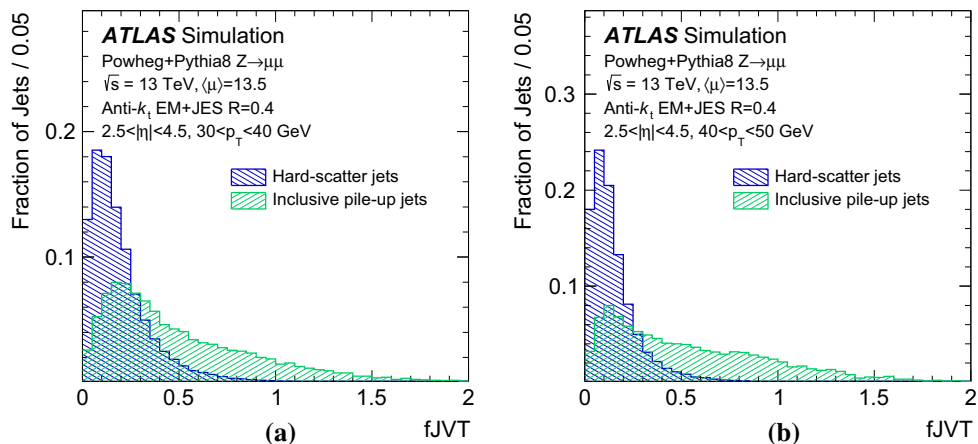 Fraction of Jets / 0.05
ATLAS Simulation
Powheg+Pythia8 Z→μμ
√s = 13 TeV,⟨μ⟩=13.5
Anti-kt EM+JES R=0.4
2.5<|η|<4.5, 30<pT<40 GeV
Hard-scatter jets
Inclusive pile-up jets
0.2
0.1
0 0.5 1 1.5 2
fJVT
(a)
Fraction of Jets / 0.05
ATLAS Simulation
Powheg+Pythia8 Z→μμ
√s = 13 TeV,⟨μ⟩=13.5
Anti-kt EM+JES R=0.4
2.5<|η|<4.5, 40<pT<50 GeV
Hard-scatter jets
Inclusive pile-up jets
0.3
0.2
0.1
0 0.5 1 1.5 2
fJVT
(b)